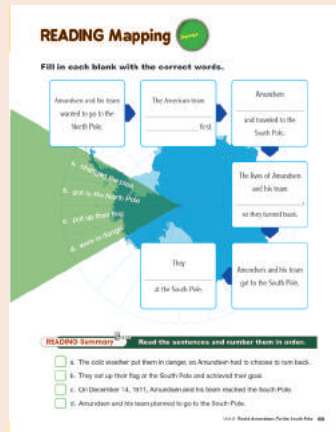 READING Mapping
Fill in each blank with the correct words.
Amundsen and his team
wanted to go to the
North Pole.
The American team
first.
Amundsen
and traveled to the
South Pole.
a. changed the plan
b. got to the North Pole
c. put up their flag
d. were in danger
The lives of Amundsen
and his team
,
so they turned back.
They
at the South Pole.
Amundsen and his team
got to the South Pole.
READING Summary
Read the sentences and number them in order.
a. The cold weather put them in danger, so Amundsen had to choose to turn back.
b. They set up their flag at the South Pole and achieved their goal.
c. On December 14, 1911, Amundsen and his team reached the South Pole.
d. Amundsen and his team planned to go to the South Pole.